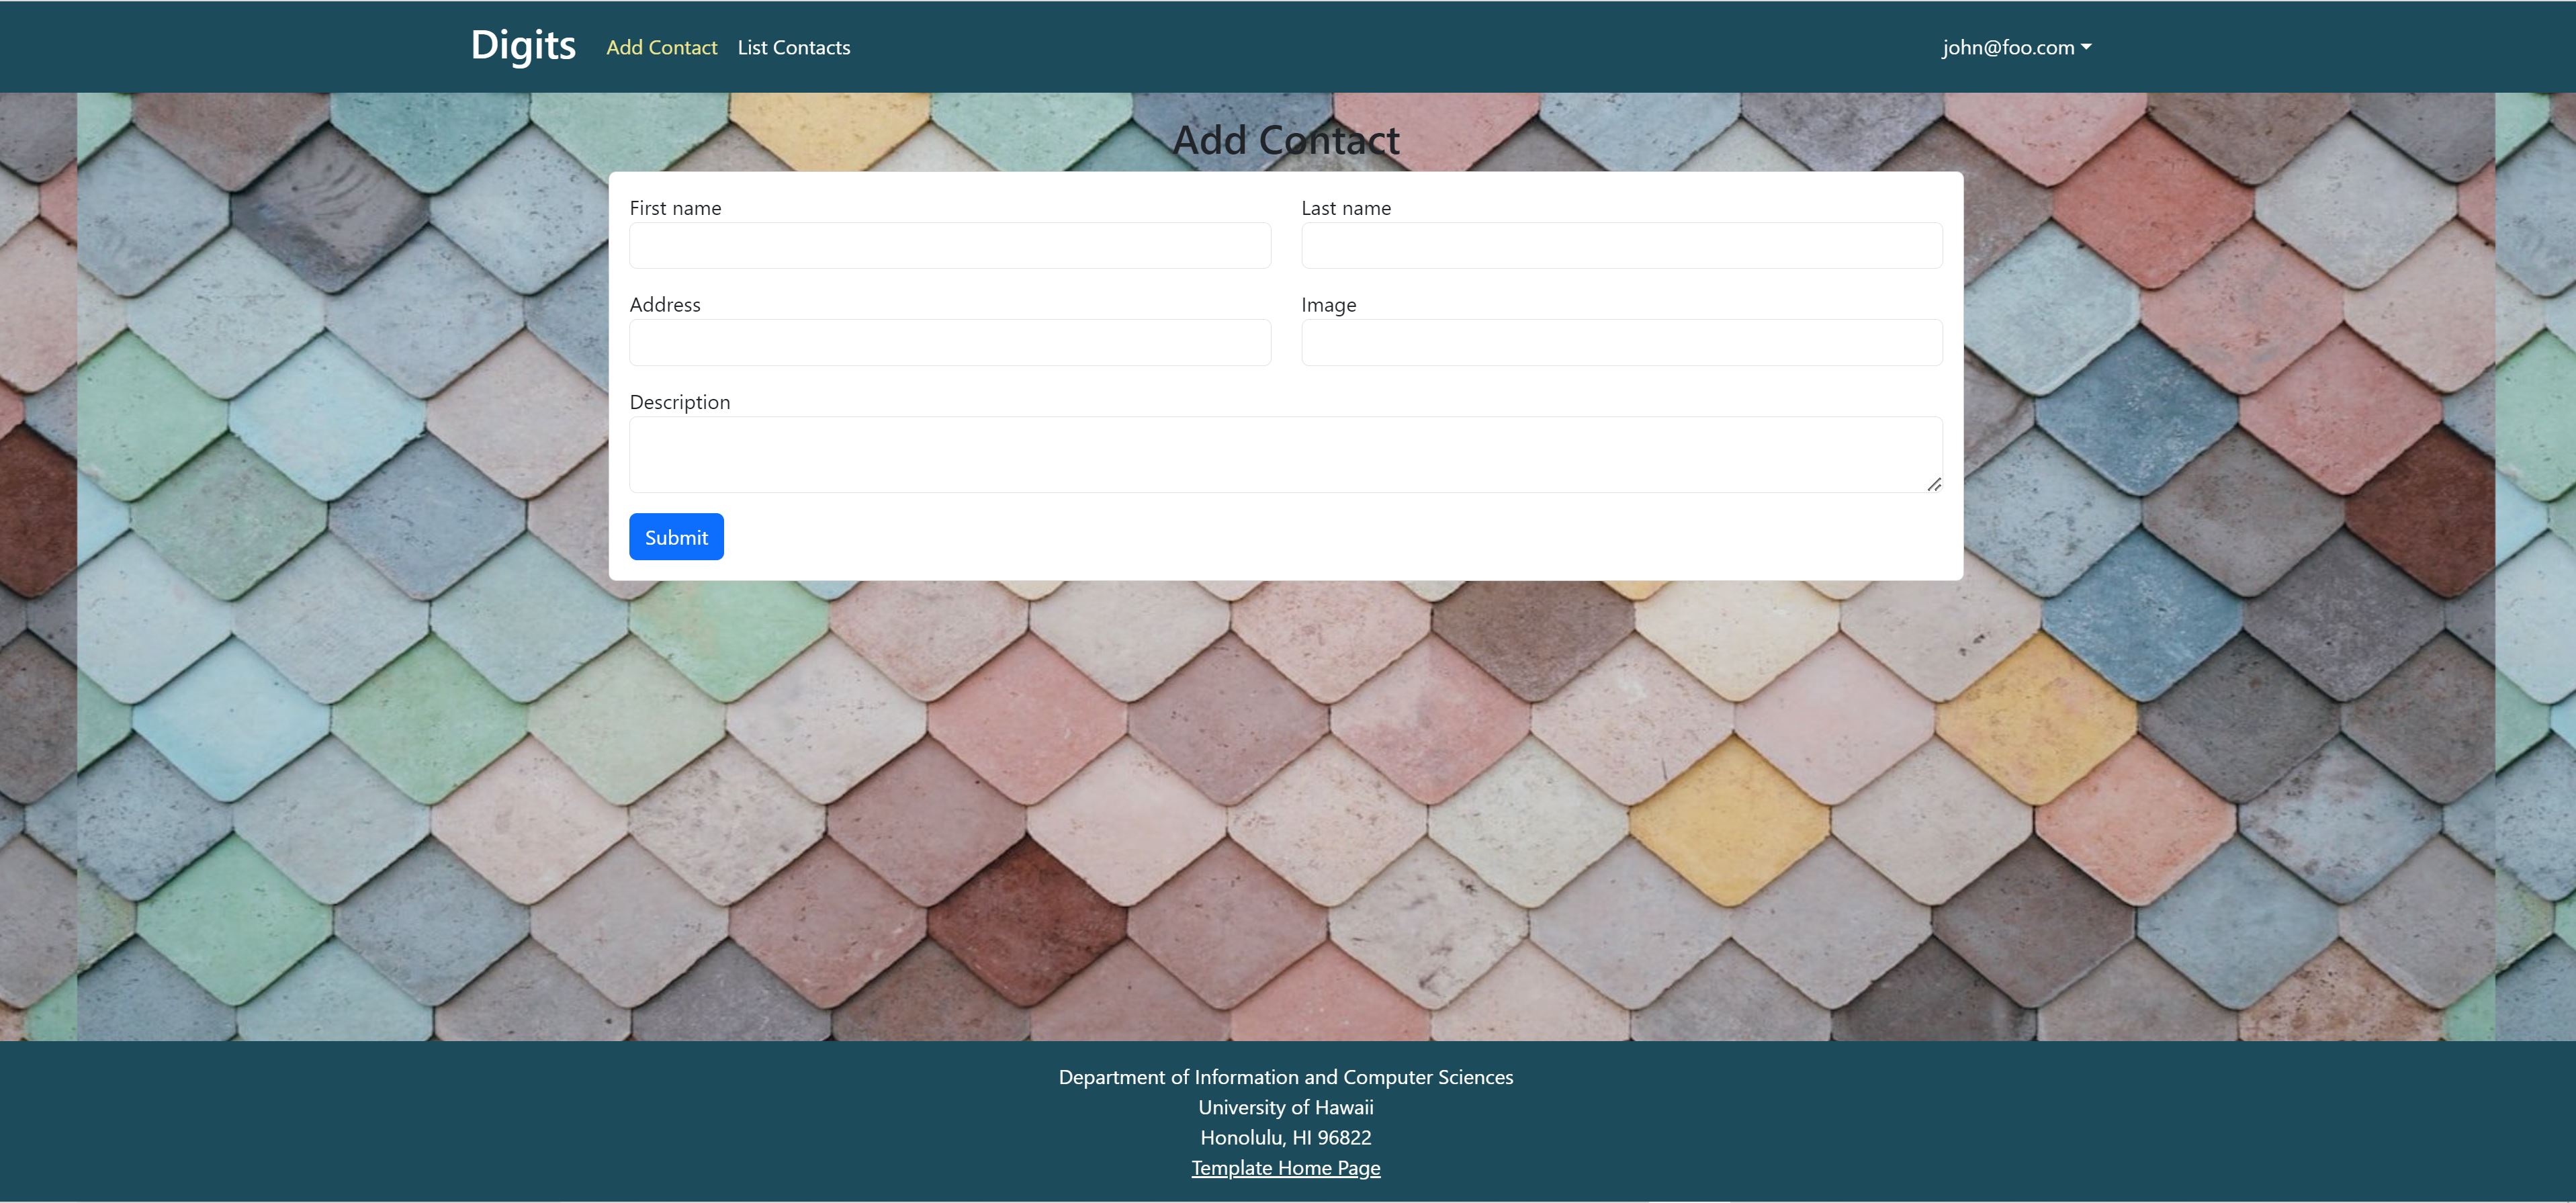 Digits Add Contact List Contacts john@foo.com
Add Contact
First name Last name
Address Image
Description
Submit
Department of Information and Computer Sciences
University of Hawaii
Honolulu, HI 96822
Template Home Page